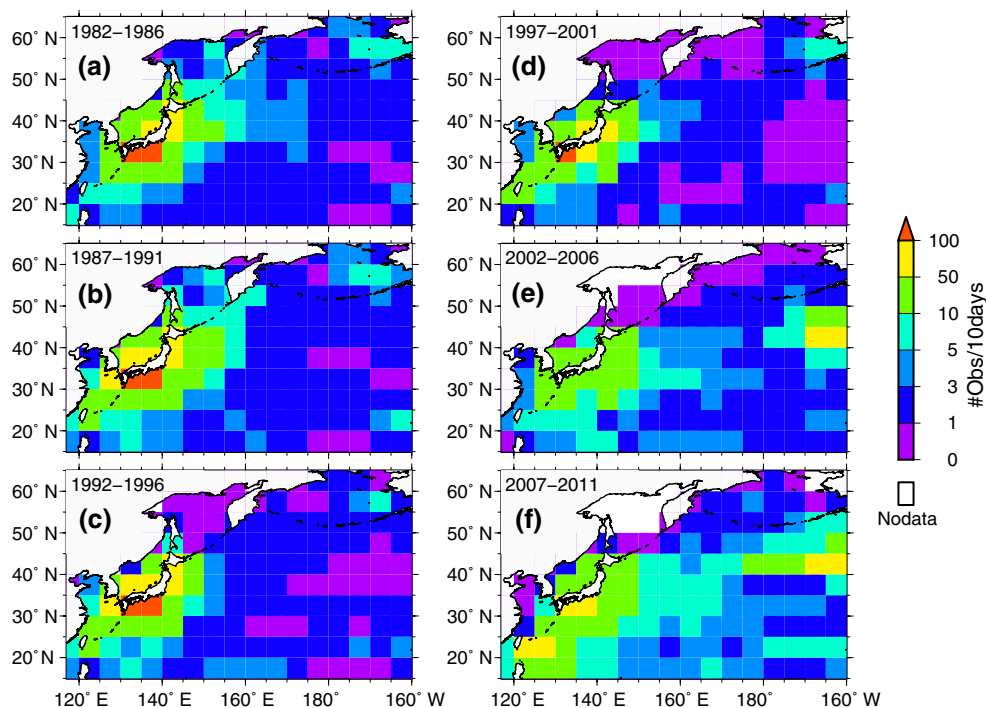 60˚ N
50˚
40˚
30˚ N
20˚ N
1982−1986
(a)
1997−2001
(d)
60˚ N
50˚ N
40˚ N
30˚ N
20˚ N
60˚ N
50˚ N
40˚ N
30˚ N
20˚ N
1987−1991
(b)
2002−2006
(e)
60˚ N
50˚ N
40˚ N
30˚ N
20˚ N
60˚ N
50˚ N
40˚ N
30˚ N
20˚ N
1992−1996
(c)
2007−2011
(f)
60˚ N
50˚ N
40˚ N
30˚ N
20˚ N
120˚ E 140˚ E 160˚ E 180˚ 160˚ W
120˚ E 140˚ E 160˚ E 180˚ 160˚ W
100
50
10
5
3
1
0
#Obs/10days
Nodata